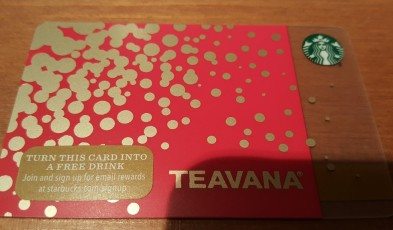 TURN THIS CARD INTO
A FREE DRINK
Join and sign up for email rewards
at starbucks.com/signup
TEAVANA®